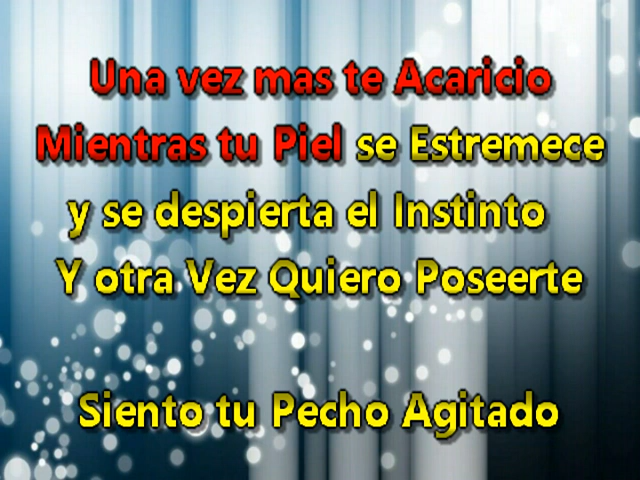 Una vez mas te Acaricio
Mientras tu Piel se Estremece
y se despierta el Instinto
Y otra Vez Quiero Poseerte
Siento tu Pecho Agitado